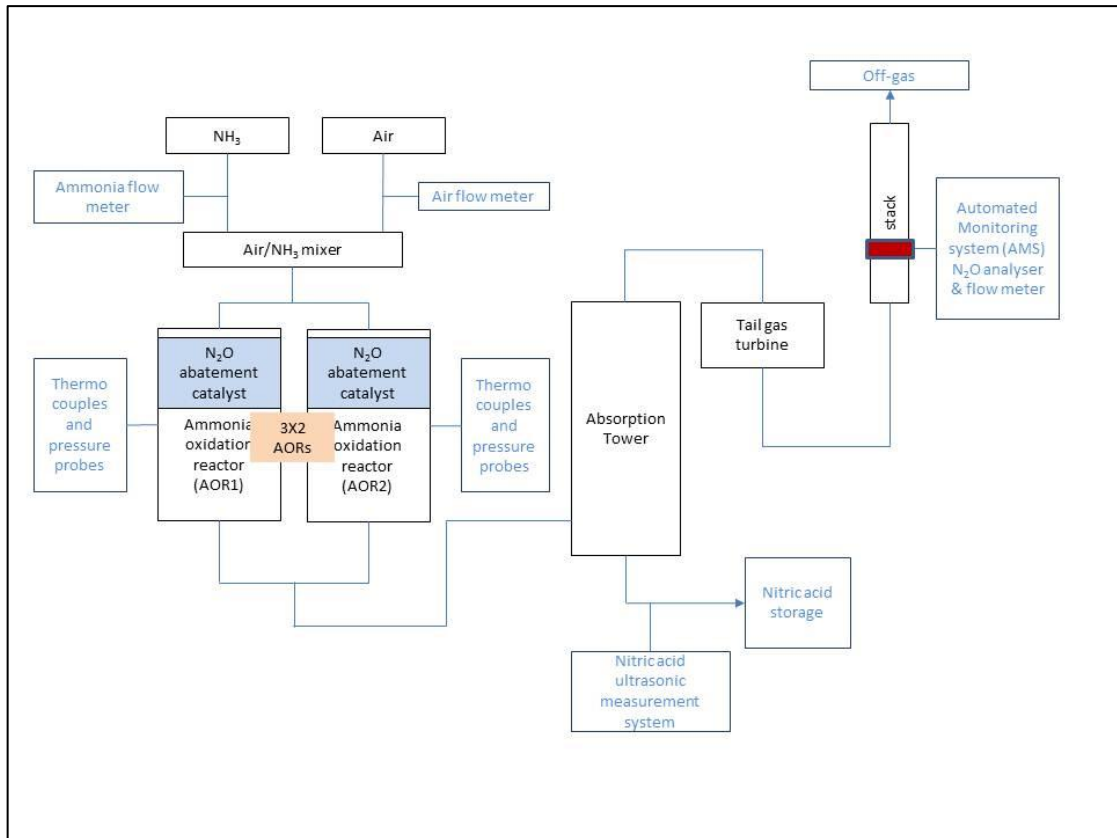 Off-gas
NH₃
Air
Ammonia flow
meter
Air flow meter
Air/NH₃ mixer
stack
Automated
Monitoring
system (AMS)
N₂O analyser
& flow meter
N₂O
abatement
catalyst
N₂O
abatement
catalyst
Tail gas
turbine
Thermo
couples
and
pressure
probes
Ammonia
oxidation
reactor
(AOR1)
3X2
AORs
Ammonia
oxidation
reactor
(AOR2)
Thermo
couples
and
pressure
probes
Absorption
Tower
Nitric acid
storage
Nitric acid
ultrasonic
measurement
system